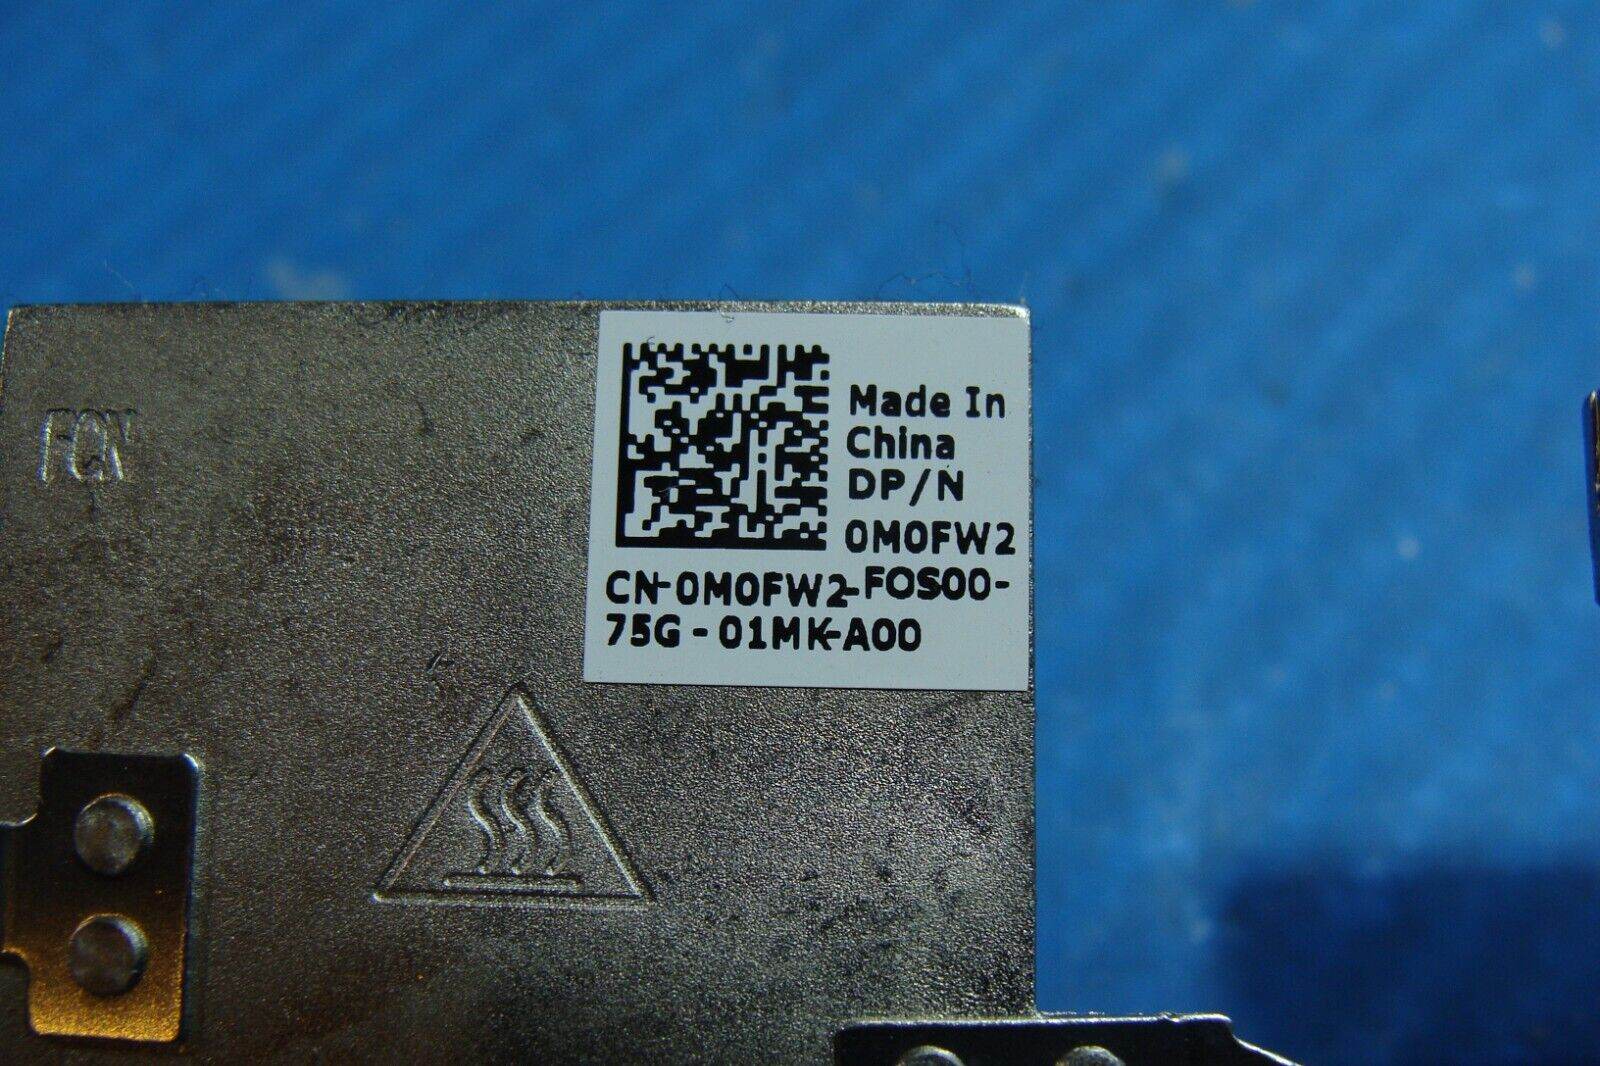 FCN
Made In
China
DP/N
0M0FW2
CN-0M0FW2-FOS00-
75G-01MK-A00